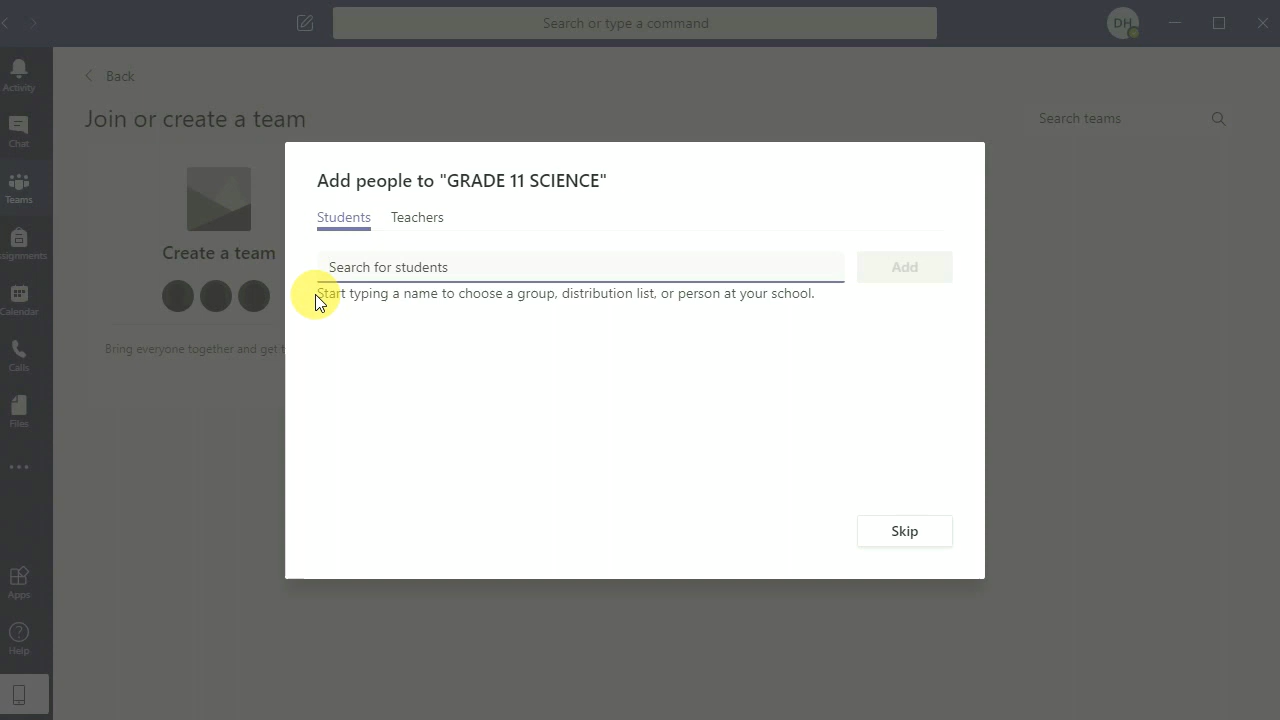 Search or type a command
DH
Activity
Chat
Teams
ssignments
Calendar
Calls
Files
Apps
Help
Back
Join or create a team
Search teams
Create a team
Bring everyone together and get t
Add people to "GRADE 11 SCIENCE"
Students
Teachers
Search for students
Add
Start typing a name to choose a group, distribution list, or person at your school.
Skip